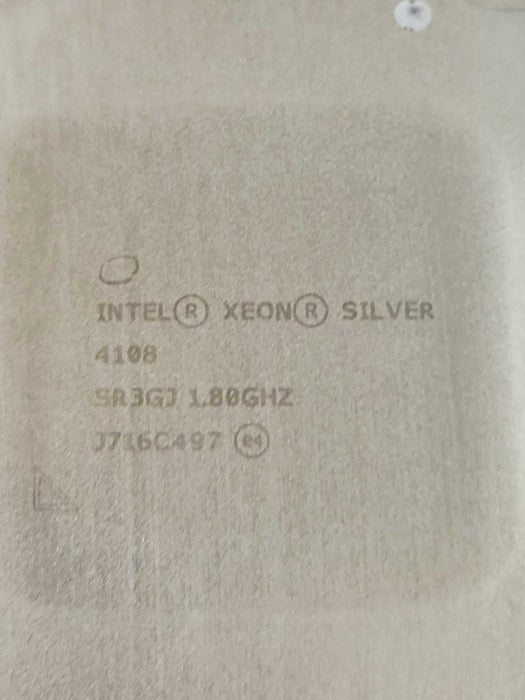 INTEL® XEON® SILVER
4108
SR3GJ 1.80GHZ
J716C497 e4